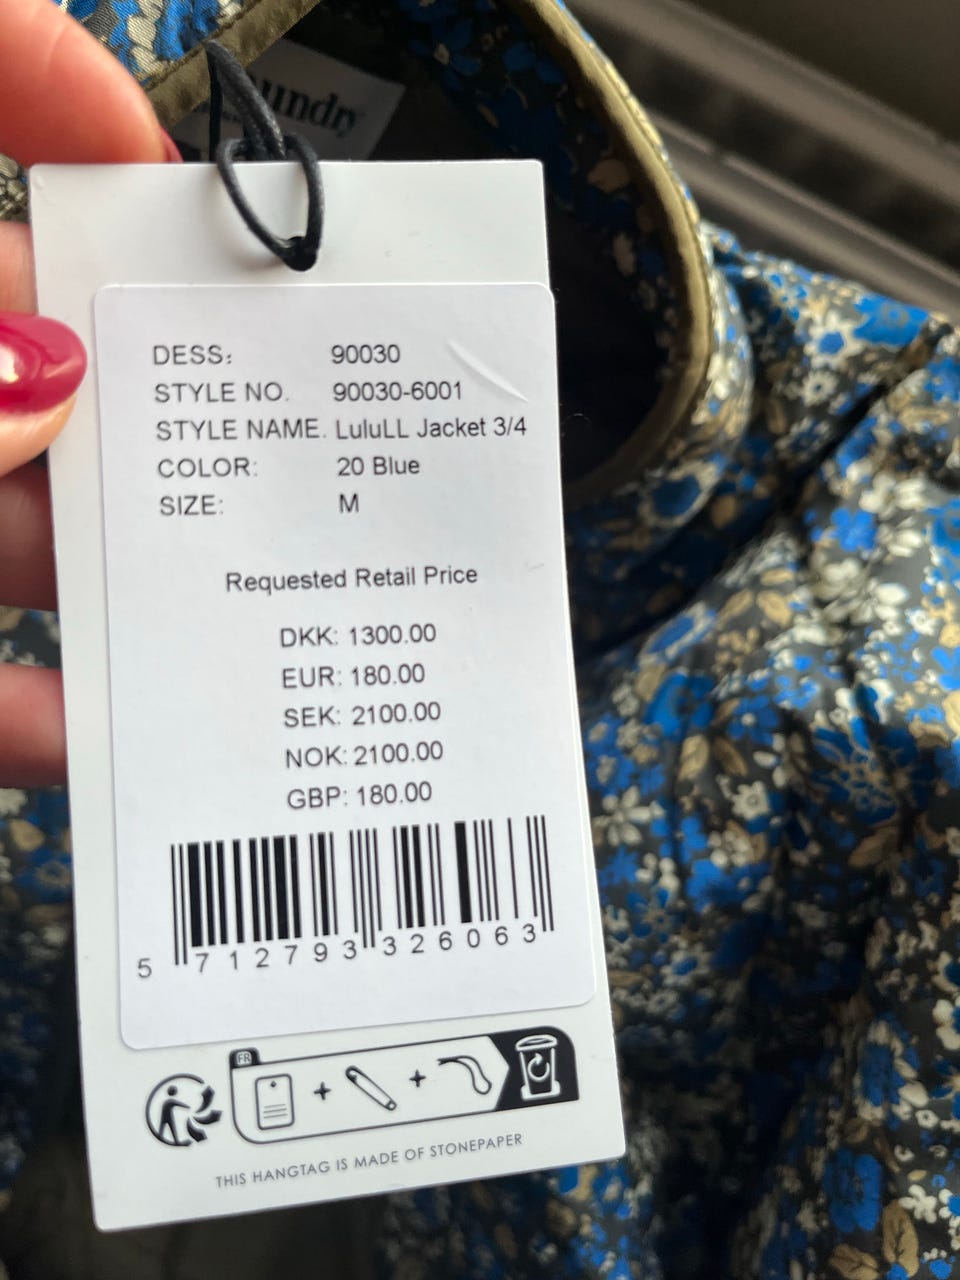 DESS: 90030
STYLE NO. 90030-6001
STYLE NAME. LuluLL Jacket 3/4
COLOR: 20 Blue
SIZE: M
Requested Retail Price
DKK: 1300.00
EUR: 180.00
SEK: 2100.00
NOK: 2100.00
GBP: 180.00
5 712793 326063
FR
THIS HANGTAG IS MADE OF STONEPAPER